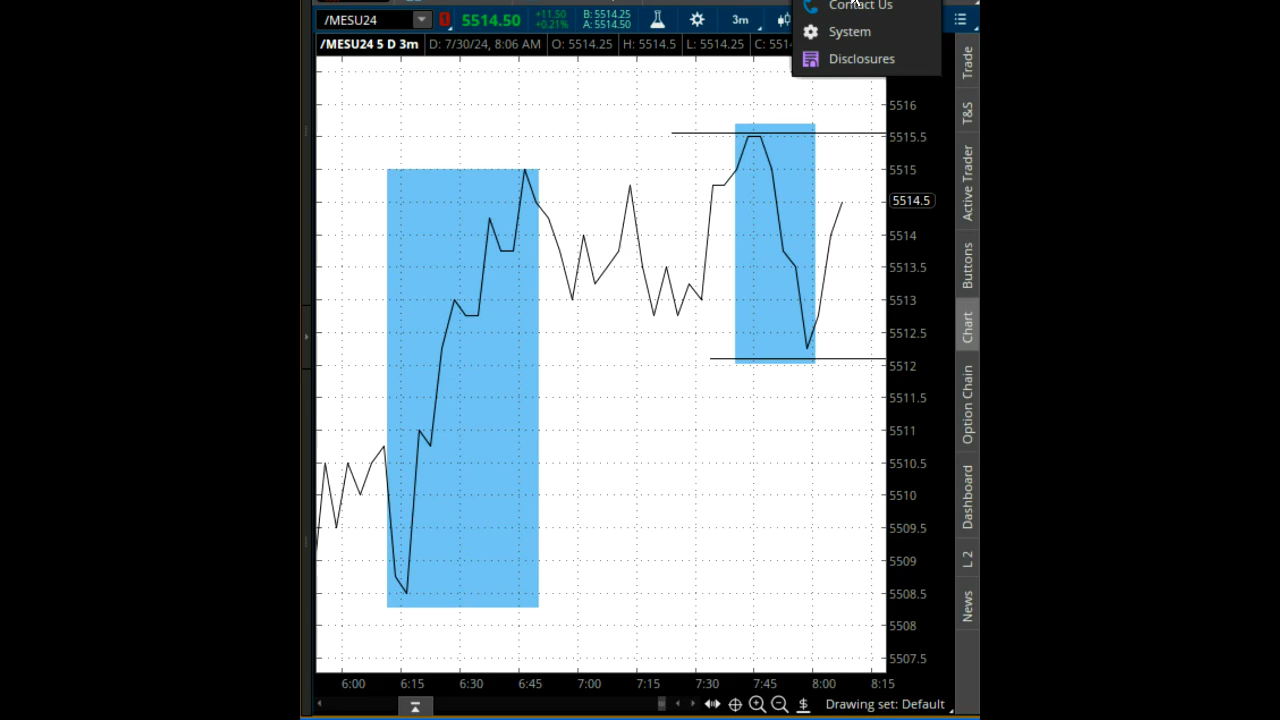 Contact Us
/MESU24 5514.50 +11.50 +0.21% B: 5514.25 A: 5514.50 3m
System
/MESU24 5 D 3m D: 7/30/24, 8:06 AM O: 5514.25 H: 5514.5 L: 5514.25 C: 551
Disclosures
5516
5515.5
5515
5514.5
5514
5513.5
5513
5512.5
5512
5511.5
5511
5510.5
5510
5509.5
5509
5508.5
5508
5507.5
6:00 6:15 6:30 6:45 7:00 7:15 7:30 7:45 8:00 8:15
Drawing set: Default
Trade
T&S
Active Trader
Buttons
Chart
Option Chain
Dashboard
L 2
News